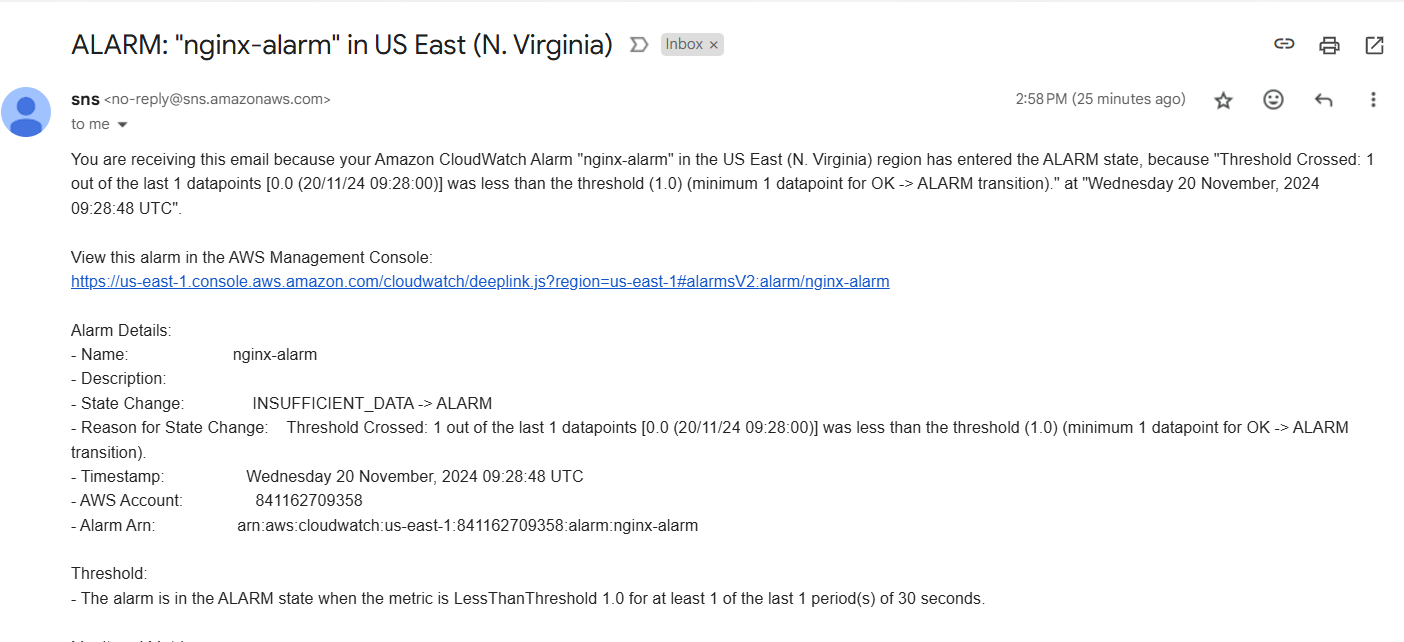 ALARM: "nginx-alarm" in US East (N. Virginia) Inbox ×
sns <no-reply@sns.amazonaws.com> 2:58 PM (25 minutes ago)
to me
You are receiving this email because your Amazon CloudWatch Alarm "nginx-alarm" in the US East (N. Virginia) region has entered the ALARM state, because "Threshold Crossed: 1
out of the last 1 datapoints [0.0 (20/11/24 09:28:00)] was less than the threshold (1.0) (minimum 1 datapoint for OK -> ALARM transition)." at "Wednesday 20 November, 2024
09:28:48 UTC".
View this alarm in the AWS Management Console:
https://us-east-1.console.aws.amazon.com/cloudwatch/deeplink.js?region=us-east-1#alarmsV2:alarm/nginx-alarm
Alarm Details:
- Name: nginx-alarm
- Description:
- State Change: INSUFFICIENT_DATA -> ALARM
- Reason for State Change: Threshold Crossed: 1 out of the last 1 datapoints [0.0 (20/11/24 09:28:00)] was less than the threshold (1.0) (minimum 1 datapoint for OK -> ALARM
transition).
- Timestamp: Wednesday 20 November, 2024 09:28:48 UTC
- AWS Account: 841162709358
- Alarm Arn: arn:aws:cloudwatch:us-east-1:841162709358:alarm:nginx-alarm
Threshold:
- The alarm is in the ALARM state when the metric is LessThanThreshold 1.0 for at least 1 of the last 1 period(s) of 30 seconds.